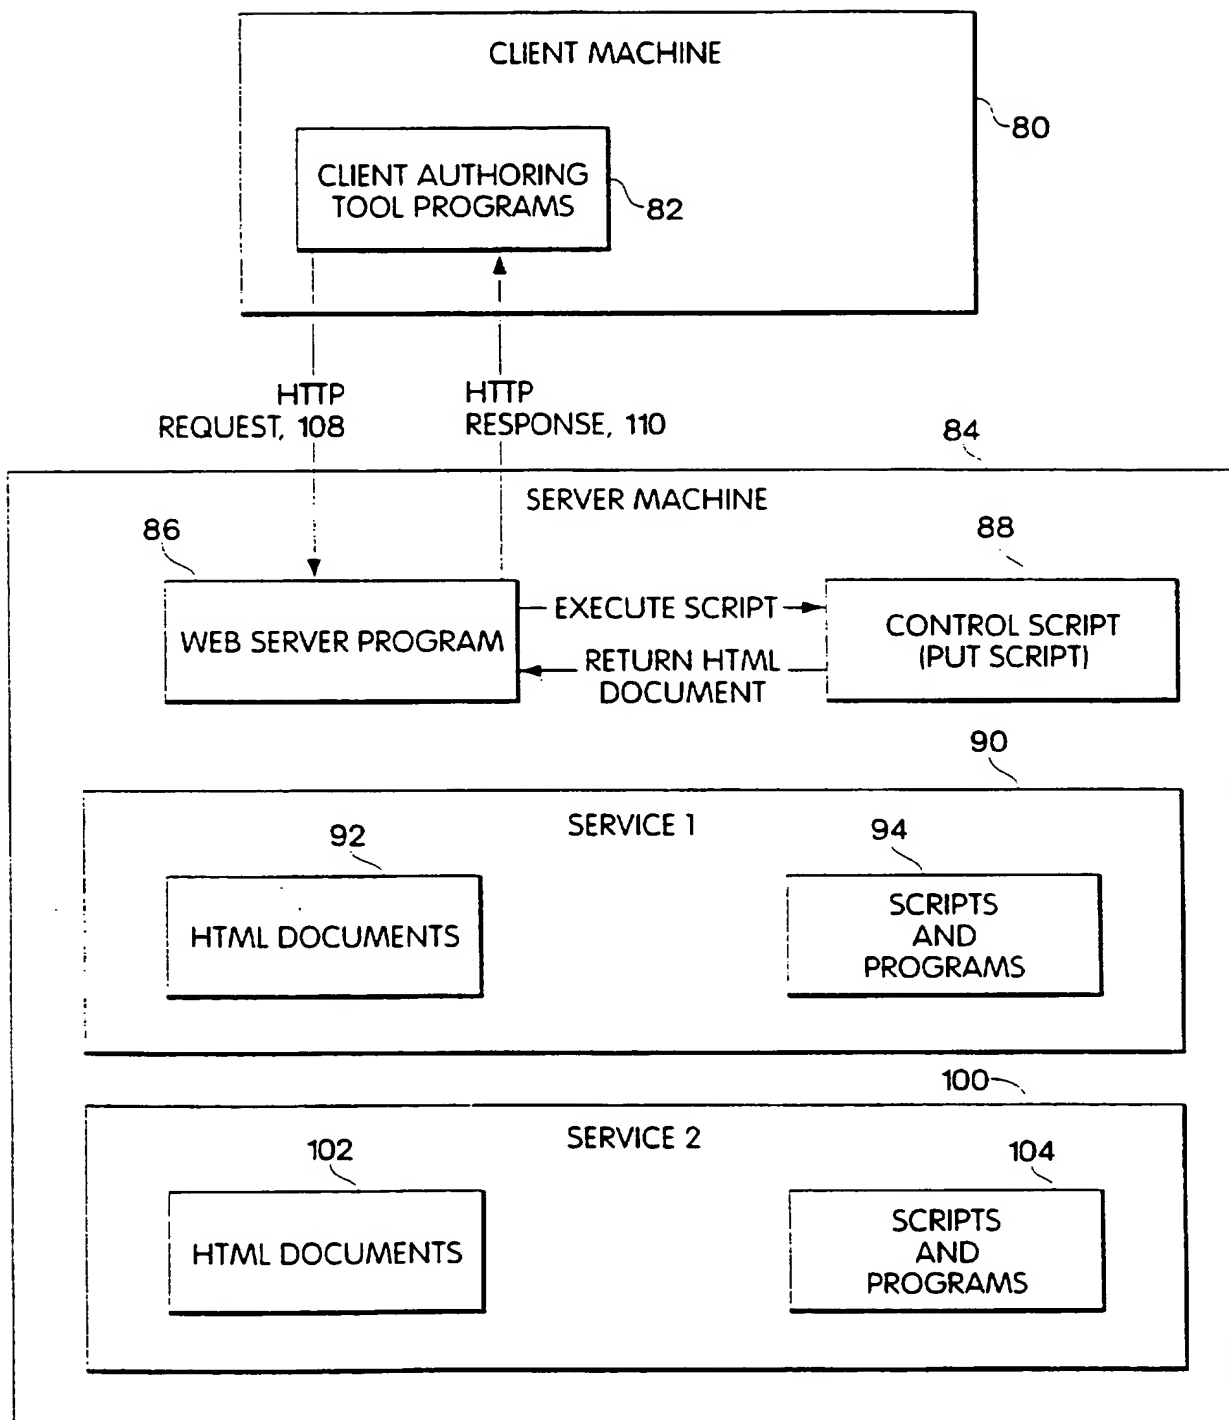 CLIENT MACHINE
80
CLIENT AUTHORING
TOOL PROGRAMS
82
HTTP
REQUEST, 108
HTTP
RESPONSE, 110
84
SERVER MACHINE
86
88
WEB SERVER PROGRAM
EXECUTE SCRIPT
RETURN HTML
DOCUMENT
CONTROL SCRIPT
(PUT SCRIPT)
90
SERVICE 1
92
94
HTML DOCUMENTS
SCRIPTS
AND
PROGRAMS
100
SERVICE 2
102
104
HTML DOCUMENTS
SCRIPTS
AND
PROGRAMS